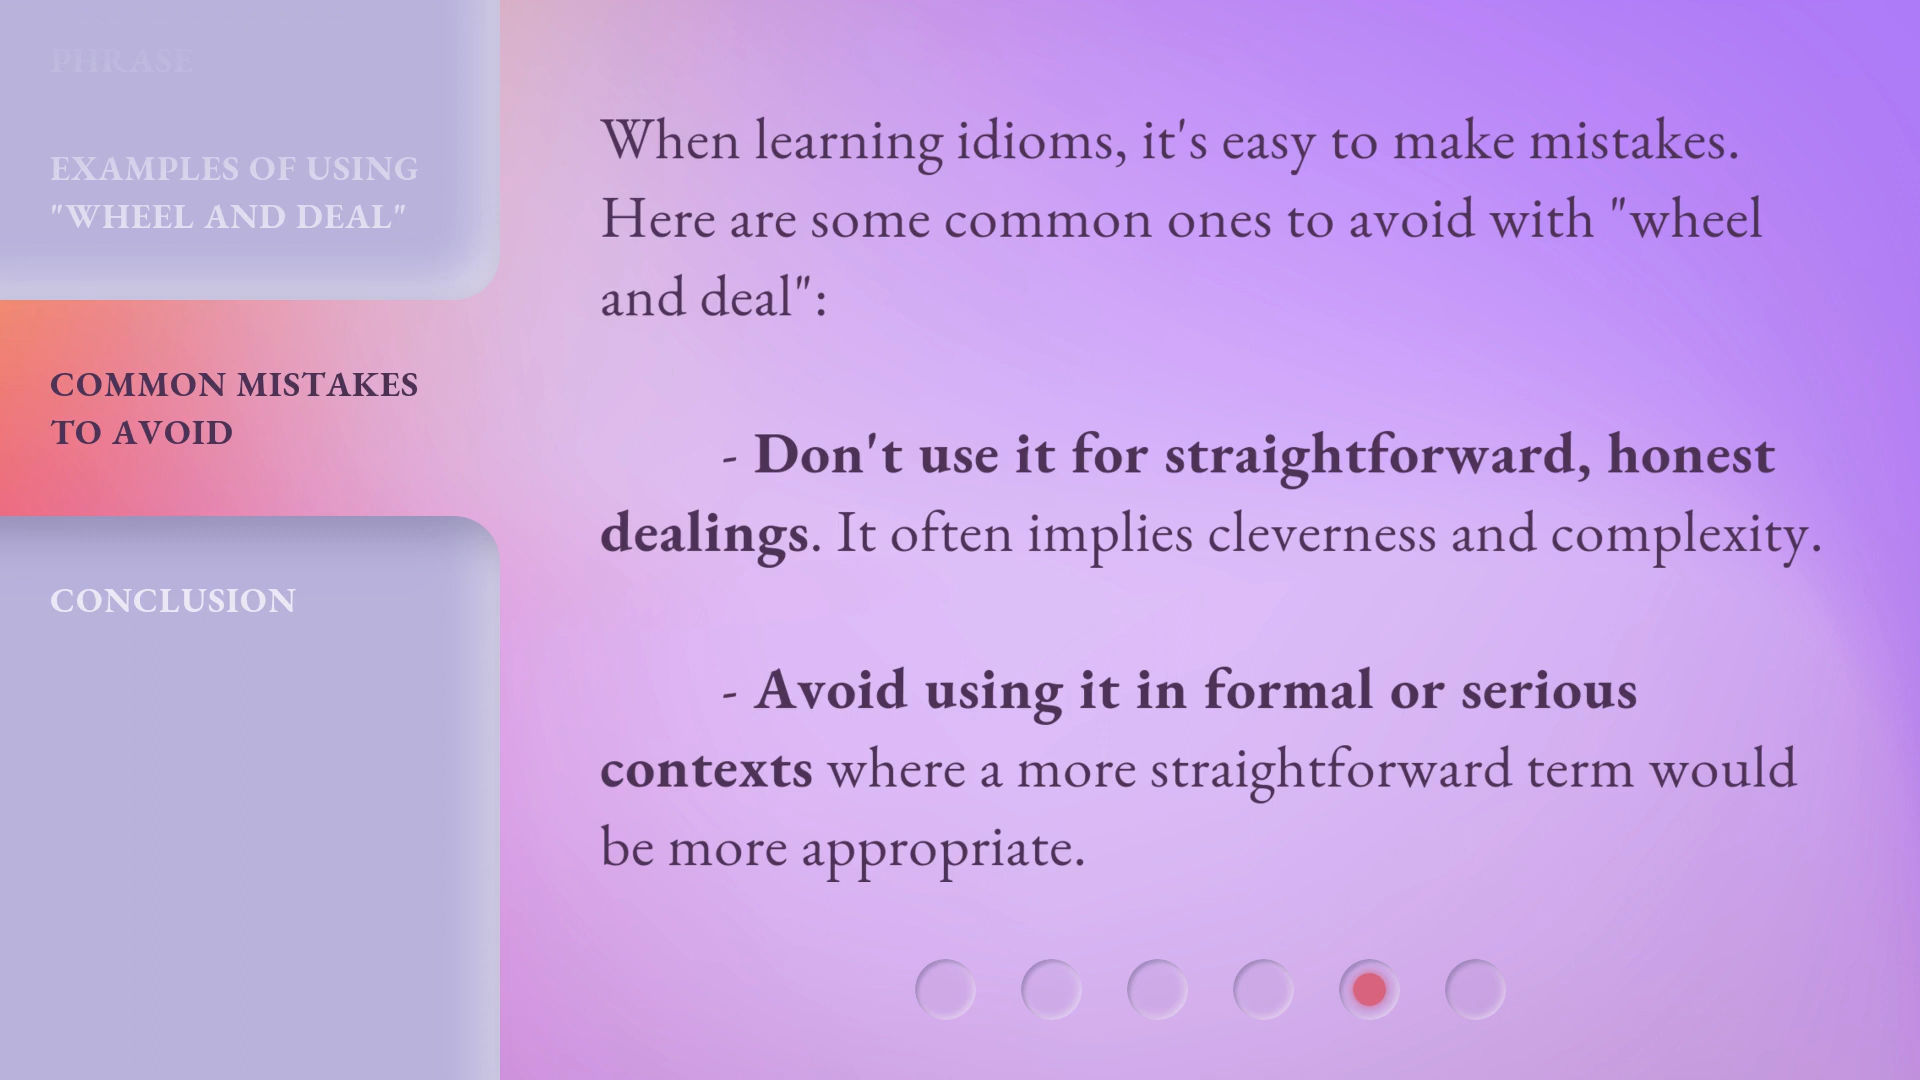 PHRASE
EXAMPLES OF USING
"WHEEL AND DEAL"
COMMON MISTAKES
TO AVOID
CONCLUSION
When learning idioms, it's easy to make mistakes.
Here are some common ones to avoid with "wheel
and deal":
- Don't use it for straightforward, honest
dealings. It often implies cleverness and complexity.
- Avoid using it in formal or serious
contexts where a more straightforward term would
be more appropriate.